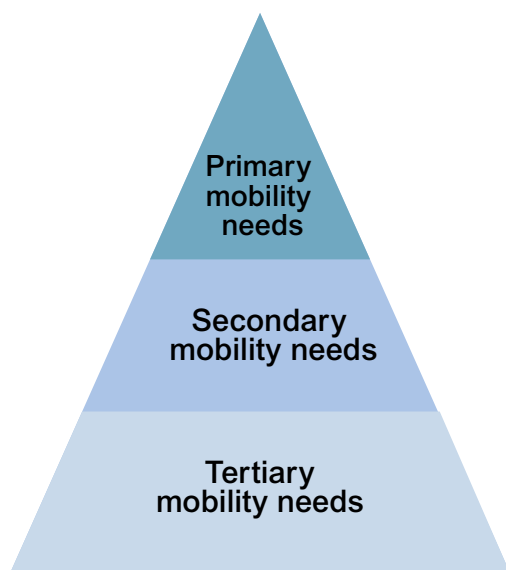 Primary
mobility
needs
Secondary
mobility needs
Tertiary
mobility needs